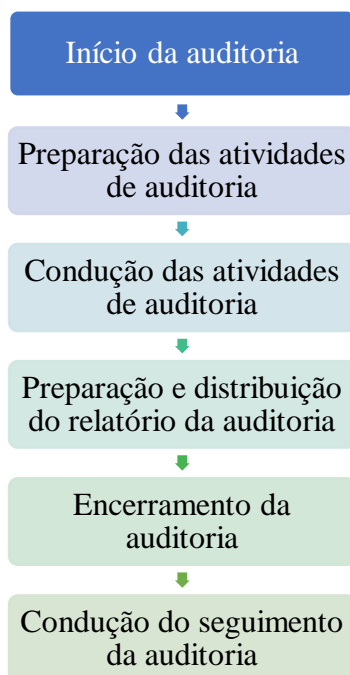 Início da auditoria
Preparação das atividades
de auditoria
Condução das atividades
de auditoria
Preparação e distribuição
do relatório da auditoria
Encerramento da
auditoria
Condução do seguimento
da auditoria